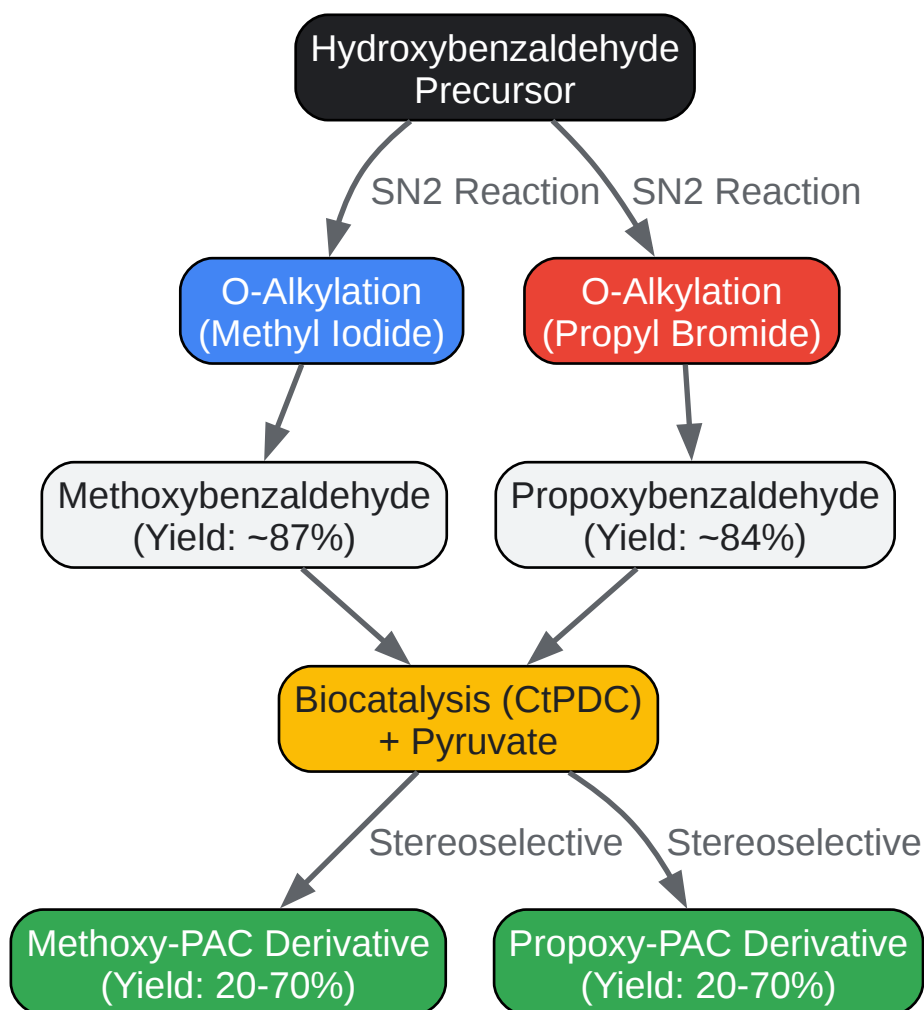 Hydroxybenzaldehyde
Precursor
SN2 Reaction
SN2 Reaction
O-Alkylation
(Methyl Iodide)
O-Alkylation
(Propyl Bromide)
Methoxybenzaldehyde
(Yield: ~87%)
Propoxybenzaldehyde
(Yield: ~84%)
Biocatalysis (CtPDC)
+ Pyruvate
Stereoselective
Stereoselective
Methoxy-PAC Derivative
(Yield: 20-70%)
Propoxy-PAC Derivative
(Yield: 20-70%)